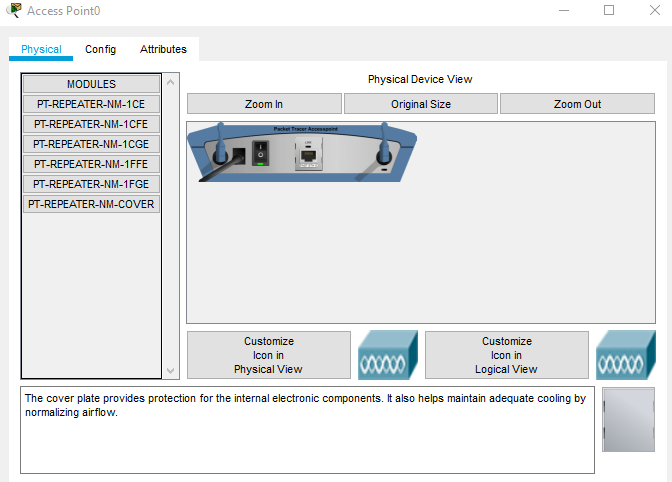 Access Point0
Physical
Config
Attributes
MODULES
PT-REPEATER-NM-1CE
PT-REPEATER-NM-1CFE
PT-REPEATER-NM-1CGE
PT-REPEATER-NM-1FFE
PT-REPEATER-NM-1FGE
PT-REPEATER-NM-COVER
Physical Device View
Zoom In
Original Size
Zoom Out
Packet Tracer Accesspoint
Customize
Icon in
Physical View
Customize
Icon in
Logical View
The cover plate provides protection for the internal electronic components. It also helps maintain adequate cooling by
normalizing airflow.